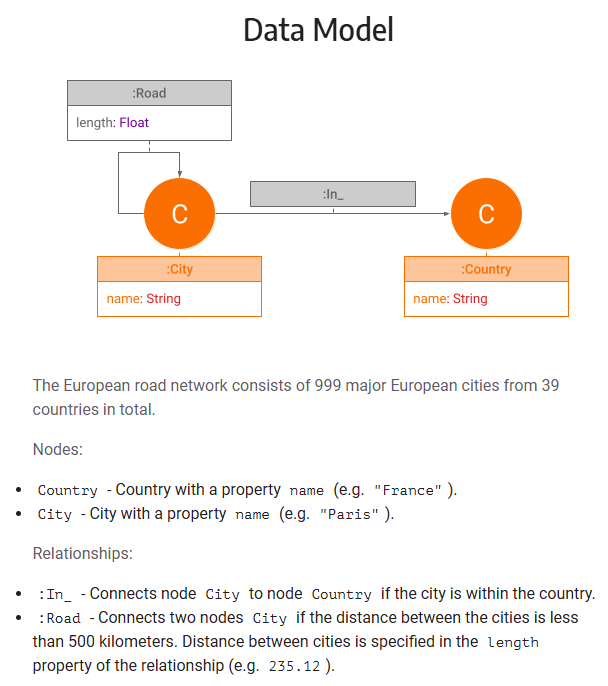 Data Model
:Road
length: Float
C
:In_
C
:City
name: String
:Country
name: String
The European road network consists of 999 major European cities from 39
countries in total.
Nodes:
• Country - Country with a property name (e.g. "France" ).
• City - City with a property name (e.g. "Paris" ).
Relationships:
• :In_ - Connects node City to node Country if the city is within the country.
• :Road - Connects two nodes City if the distance between the cities is less
than 500 kilometers. Distance between cities is specified in the length
property of the relationship (e.g. 235.12 ).